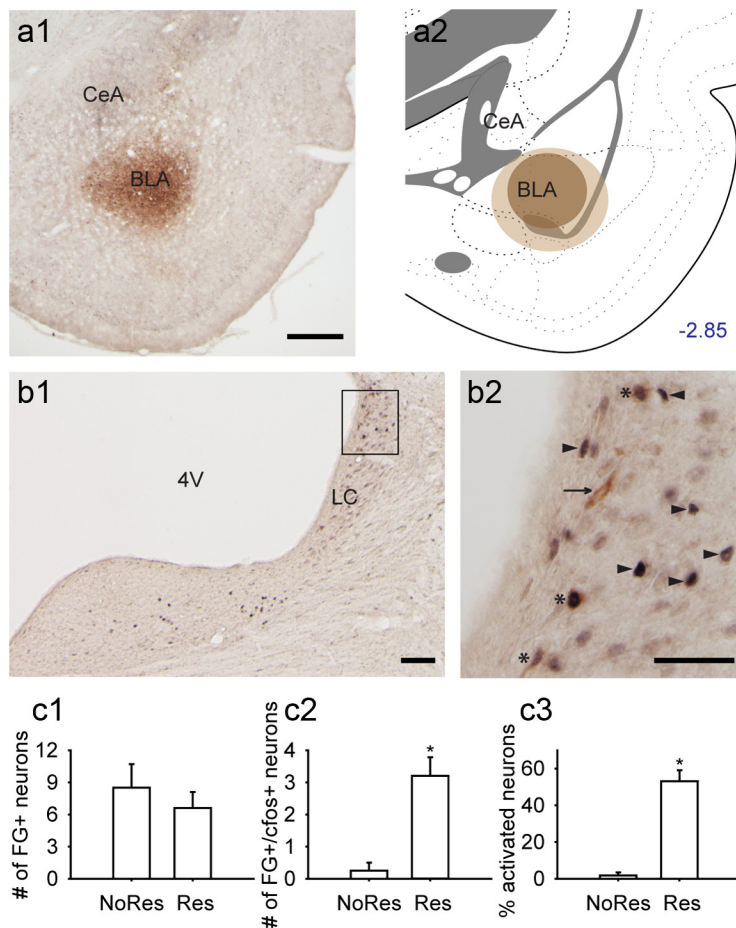 a1
CeA
BLA
a2
CeA
BLA
-2.85
b1
4V
LC
b2
*
*
*
c1
# of FG+ neurons
12
9
6
3
0
NoRes
Res
c2
# of FG+/cfos+ neurons
4
3
2
1
0
*
NoRes
Res
c3
% activated neurons
60
40
20
0
*
NoRes
Res